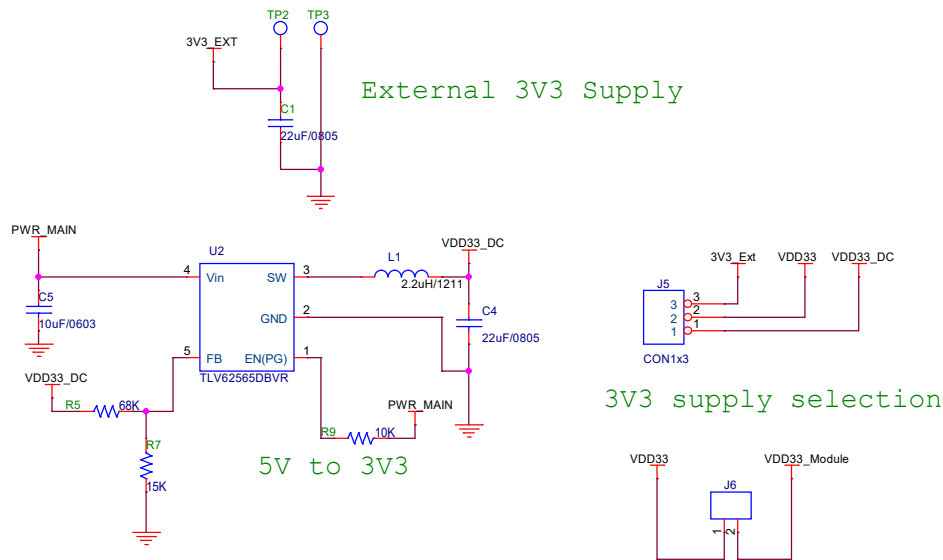 TP2 TP3
3V3_EXT
External 3V3 Supply
C1
22uF/0805
PWR_MAIN
U2
4 Vin SW 3
L1
2.2uH/1211
VDD33_DC
C5
10uF/0603
GND 2
C4
22uF/0805
5 FB EN(PG) 1
TLV62565DBVR
VDD33_DC
R5 68K
R7
15K
PWR_MAIN
R9 10K
5V to 3V3
3V3_Ext VDD33 VDD33_DC
J5
3 3
2 2
1 1
CON1x3
3V3 supply selection
VDD33 VDD33_Module
J6
1 2